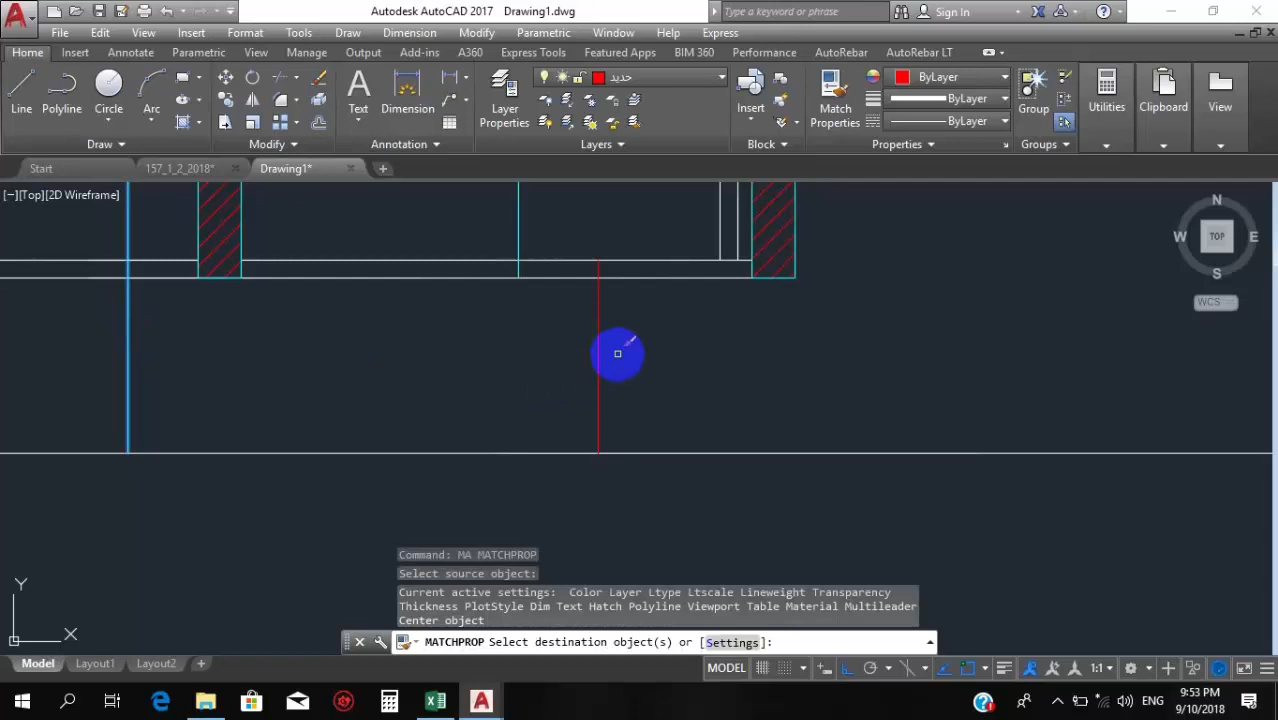 Autodesk AutoCAD 2017 Drawing1.dwg
Type a keyword or phrase
Sign In
File Edit View Insert Format Tools Draw Dimension Modify Parametric Window Help Express
Home Insert Annotate Parametric View Manage Output Add-ins A360 Express Tools Featured Apps BIM 360 Performance AutoRebar AutoRebar LT
حديد
ByLayer
ByLayer
ByLayer
Line Polyline Circle Arc
Text Dimension
Layer Properties
Insert
Match Properties
Group
Utilities Clipboard View
Draw Modify Annotation Layers Block Properties Groups
Start 157_1_2_2018* Drawing1*
[−][Top][2D Wireframe]
N
W TOP E
S
WCS
Command: MA MATCHPROP
Select source object:
Current active settings: Color Layer Ltype Ltscale Lineweight Transparency
Thickness PlotStyle Dim Text Hatch Polyline Viewport Table Material Multileader
Center object
MATCHPROP Select destination object(s) or [Settings]:
Y
X
Model Layout1 Layout2
MODEL 1:1
ENG
9:53 PM
9/10/2018